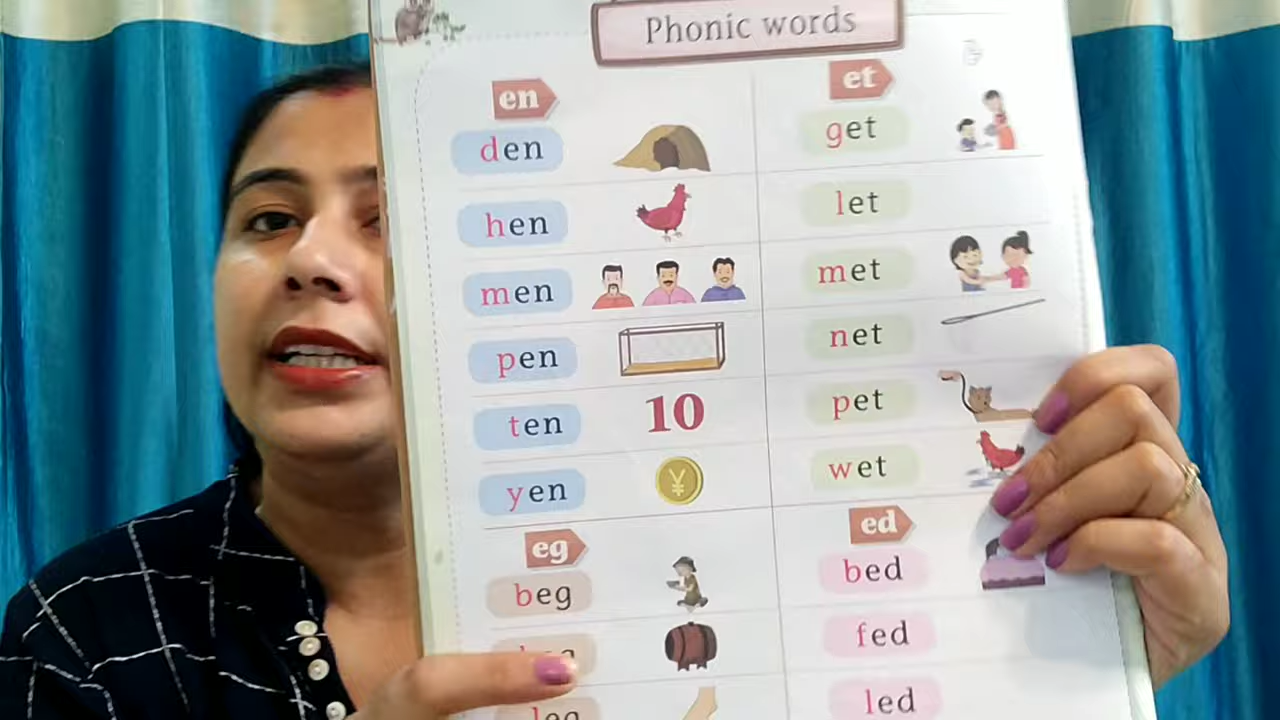 Phonic words
en
den
hen
men
pen
ten 10
yen
¥
eg
beg
leg
et
get
let
met
net
pet
wet
ed
bed
fed
led